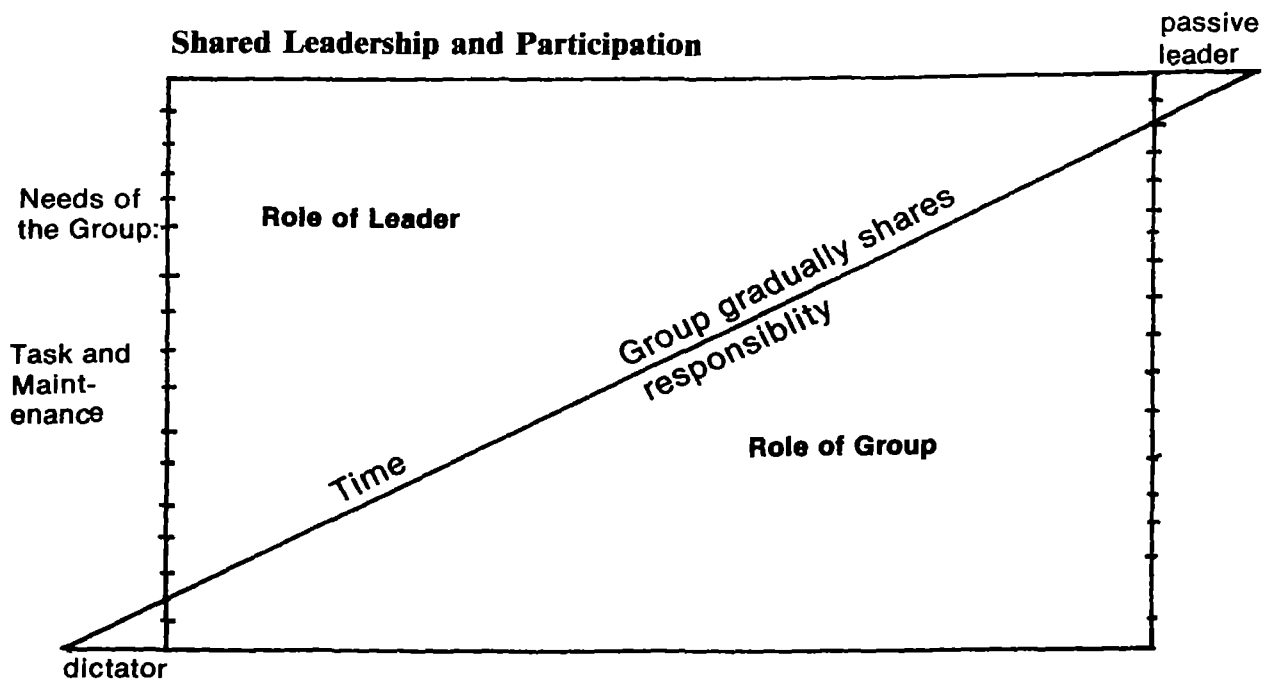 passive
leader
Shared Leadership and Participation
Needs of
the Group:
Role of Leader
Group gradually shares
responsiblity
Task and
Maint-
enance
Role of Group
Time
dictator